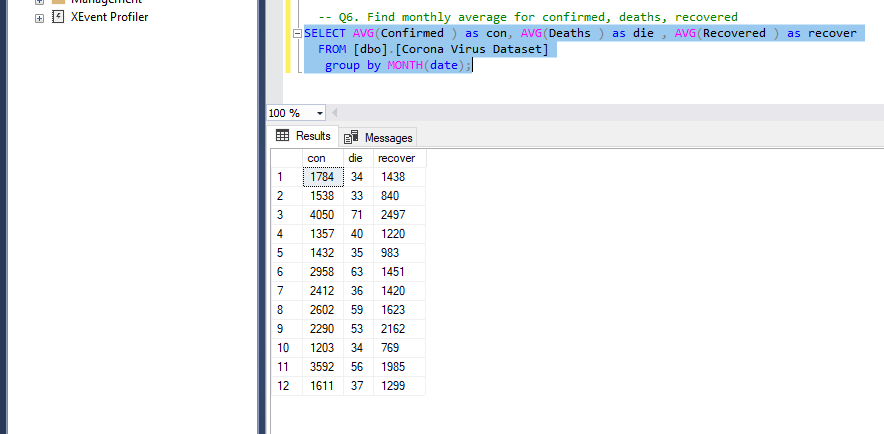 Management
XEvent Profiler
-- Q6. Find monthly average for confirmed, deaths, recovered
SELECT AVG(Confirmed ) as con, AVG(Deaths ) as die , AVG(Recovered ) as recover
FROM [dbo].[Corona Virus Dataset]
group by MONTH(date);
100 %
Results Messages
con die recover
1 1784 34 1438
2 1538 33 840
3 4050 71 2497
4 1357 40 1220
5 1432 35 983
6 2958 63 1451
7 2412 36 1420
8 2602 59 1623
9 2290 53 2162
10 1203 34 769
11 3592 56 1985
12 1611 37 1299